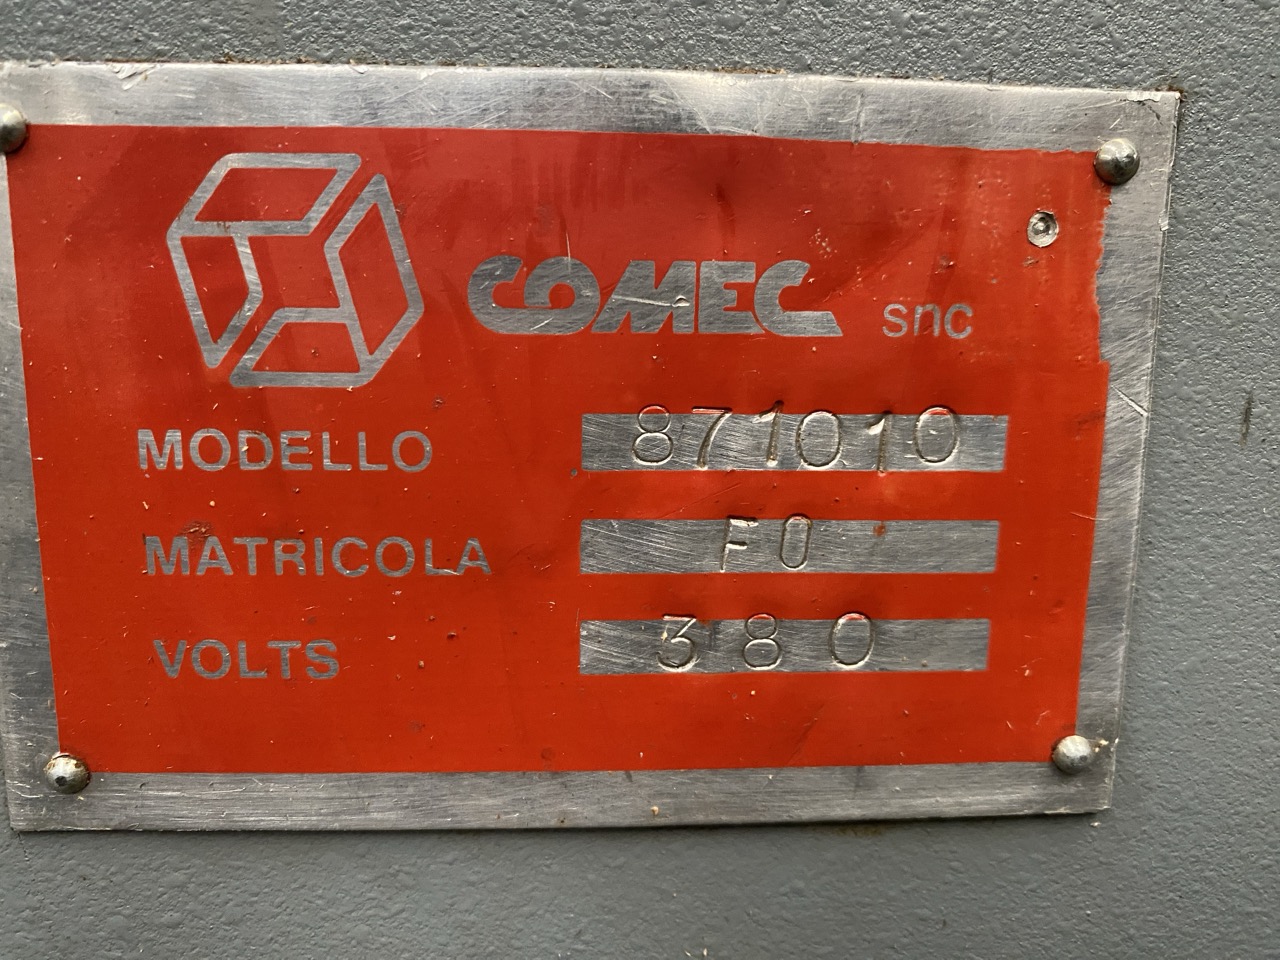 COMEC snc
MODELLO 871010
MATRICOLA F0
VOLTS 380